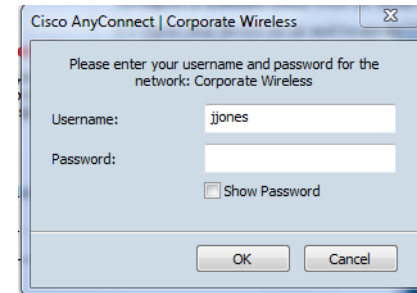 Cisco AnyConnect | Corporate Wireless
Please enter your username and password for the
network: Corporate Wireless
Username:
jjones
Password:
Show Password
OK
Cancel